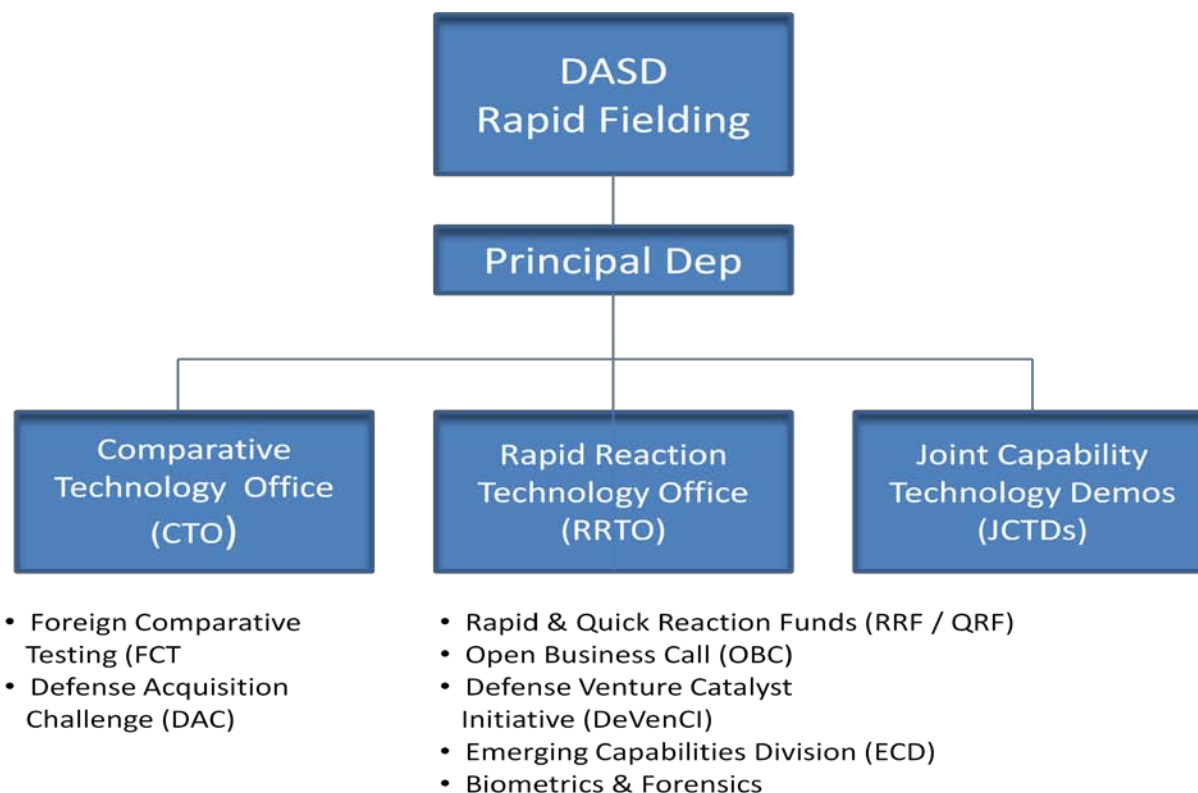 DASD
Rapid Fielding
Principal Dep
Comparative
Technology Office
(CTO)
Rapid Reaction
Technology Office
(RRTO)
Joint Capability
Technology Demos
(JCTDs)
• Foreign Comparative
Testing (FCT
• Defense Acquisition
Challenge (DAC)
• Rapid & Quick Reaction Funds (RRF / QRF)
• Open Business Call (OBC)
• Defense Venture Catalyst
Initiative (DeVenCI)
• Emerging Capabilities Division (ECD)
• Biometrics & Forensics